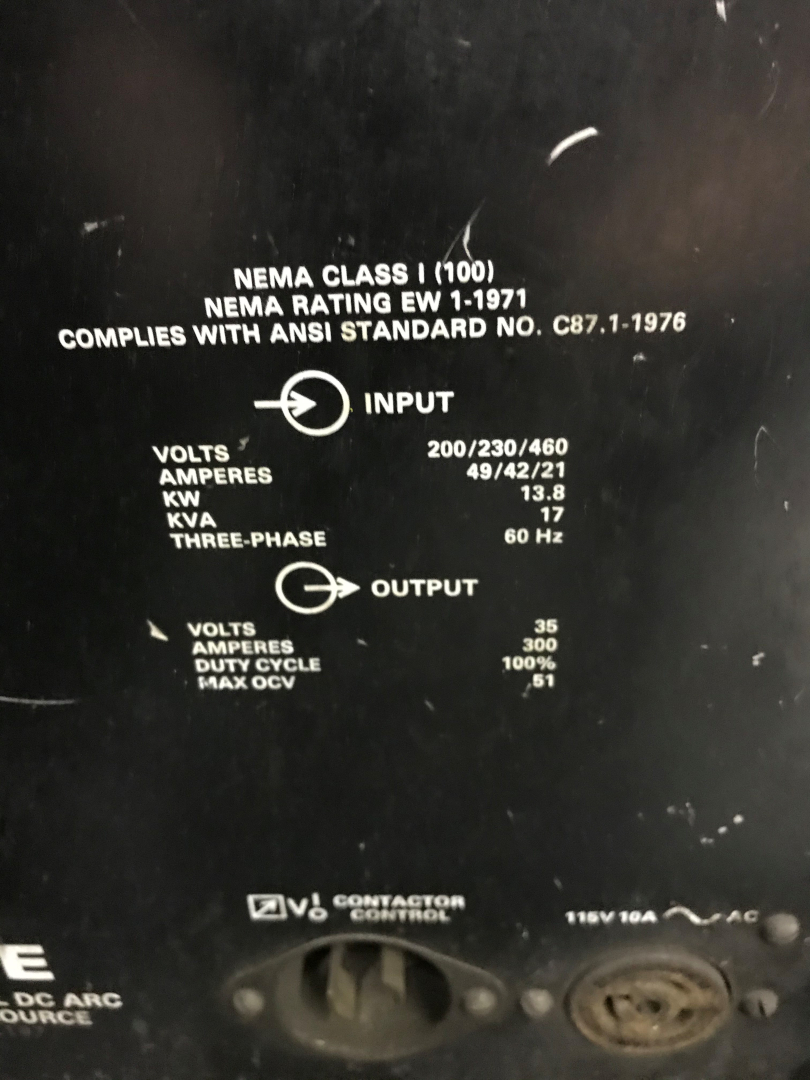 NEMA CLASS I (100)
NEMA RATING EW 1-1971
COMPLIES WITH ANSI STANDARD NO. C87.1-1976
INPUT
VOLTS 200/230/460
AMPERES 49/42/21
KW 13.8
KVA 17
THREE-PHASE 60 Hz
OUTPUT
VOLTS 35
AMPERES 300
DUTY CYCLE 100%
MAX OCV 51
V CONTACTOR
CONTROL
115V 10A AC
E
L DC ARC
OURCE